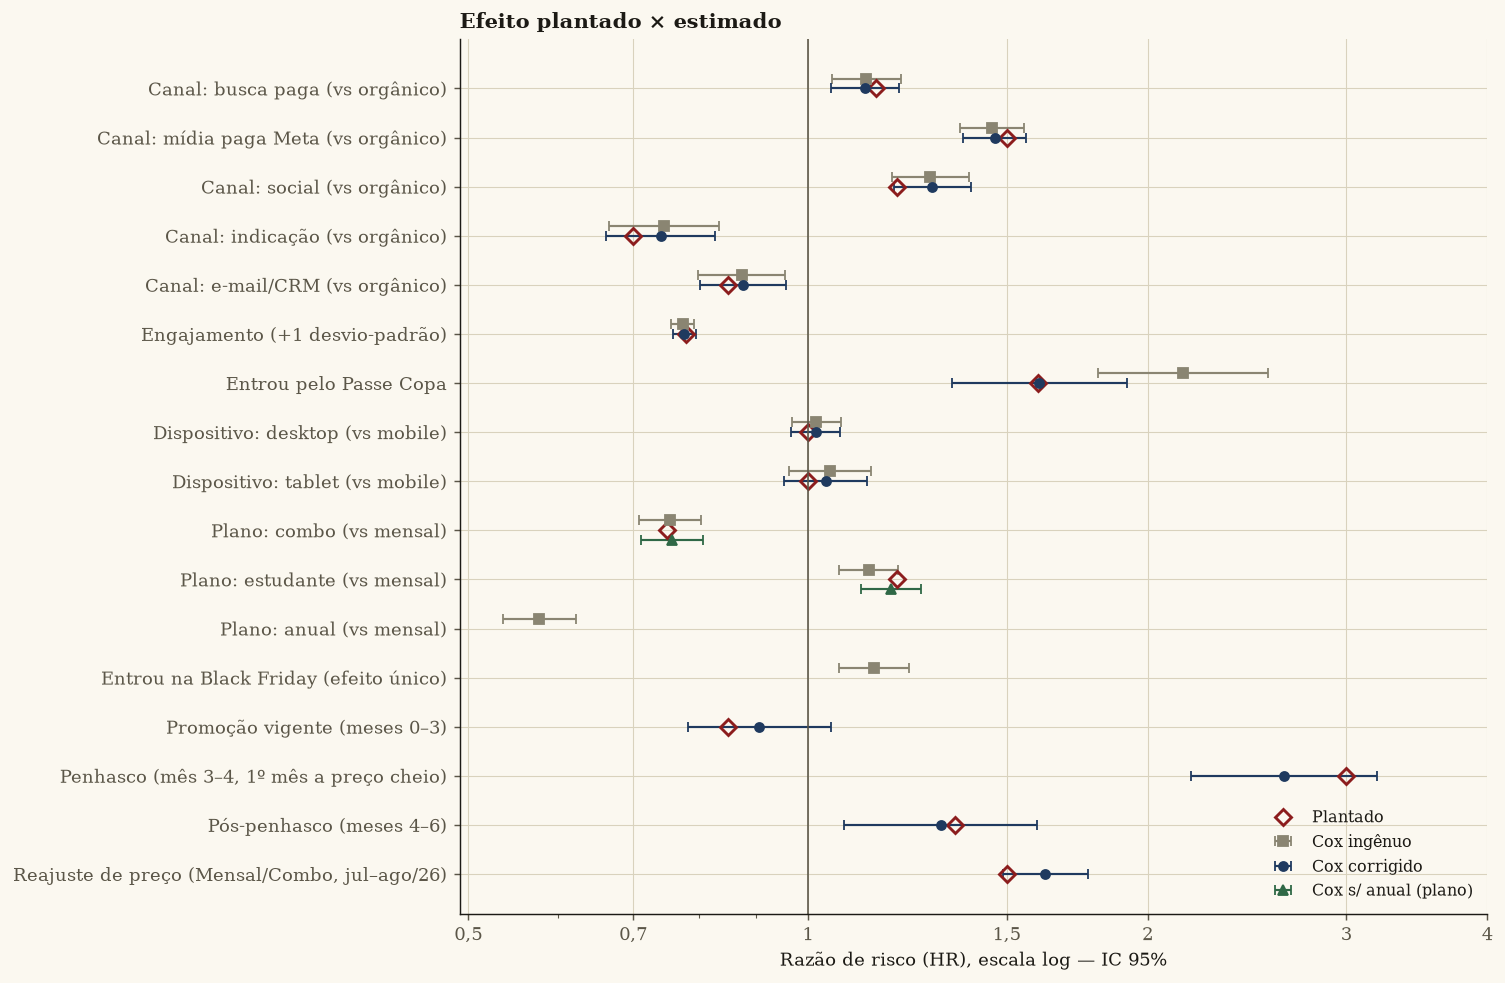 Efeito plantado × estimado
Canal: busca paga (vs orgânico)
Canal: mídia paga Meta (vs orgânico)
Canal: social (vs orgânico)
Canal: indicação (vs orgânico)
Canal: e-mail/CRM (vs orgânico)
Engajamento (+1 desvio-padrão)
Entrou pelo Passe Copa
Dispositivo: desktop (vs mobile)
Dispositivo: tablet (vs mobile)
Plano: combo (vs mensal)
Plano: estudante (vs mensal)
Plano: anual (vs mensal)
Entrou na Black Friday (efeito único)
Promoção vigente (meses 0–3)
Penhasco (mês 3–4, 1º mês a preço cheio)
Pós-penhasco (meses 4–6)
Reajuste de preço (Mensal/Combo, jul–ago/26)
Plantado
Cox ingênuo
Cox corrigido
Cox s/ anual (plano)
0,5 0,7 1 1,5 2 3 4
Razão de risco (HR), escala log — IC 95%